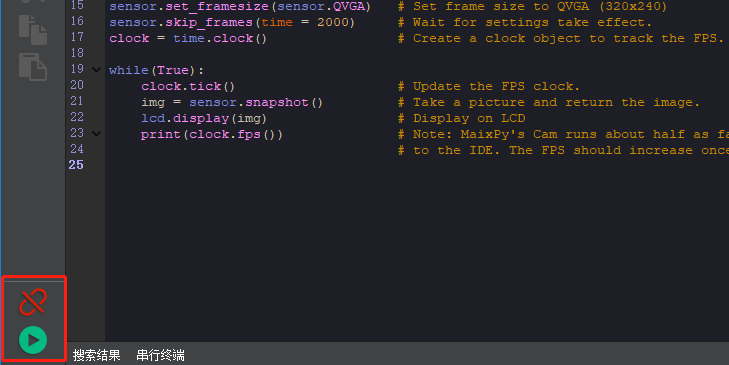 15 sensor.set_framesize(sensor.QVGA) # Set frame size to QVGA (320x240)
16 sensor.skip_frames(time = 2000) # Wait for settings take effect.
17 clock = time.clock() # Create a clock object to track the FPS.
18
19 while(True):
20 clock.tick() # Update the FPS clock.
21 img = sensor.snapshot() # Take a picture and return the image.
22 lcd.display(img) # Display on LCD
23 print(clock.fps()) # Note: MaixPy's Cam runs about half as
24 # to the IDE. The FPS should increase once
25
搜索结果 串行终端